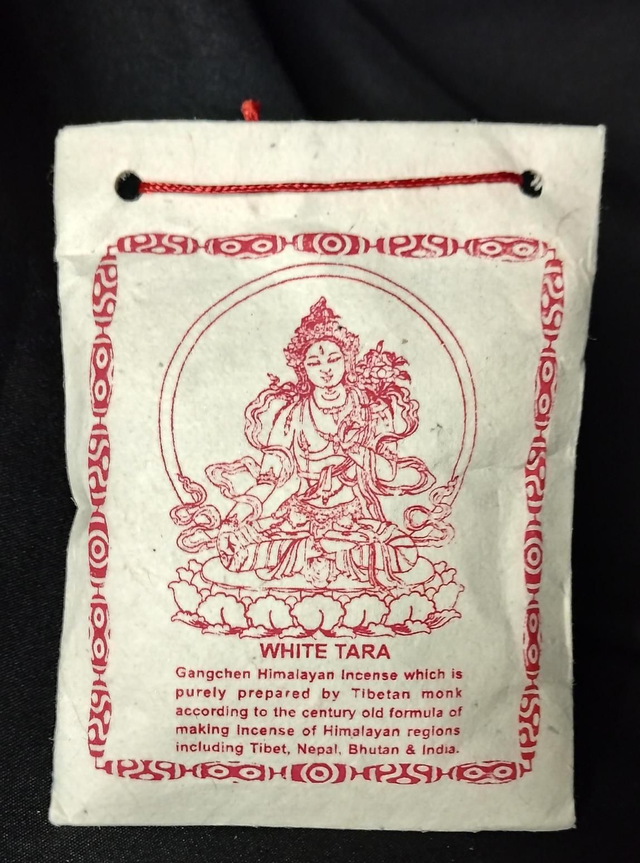 WHITE TARA
Gangchen Himalayan Incense which is
purely prepared by Tibetan monk
according to the century old formula of
making Incense of Himalayan regions
including Tibet, Nepal, Bhutan & India.